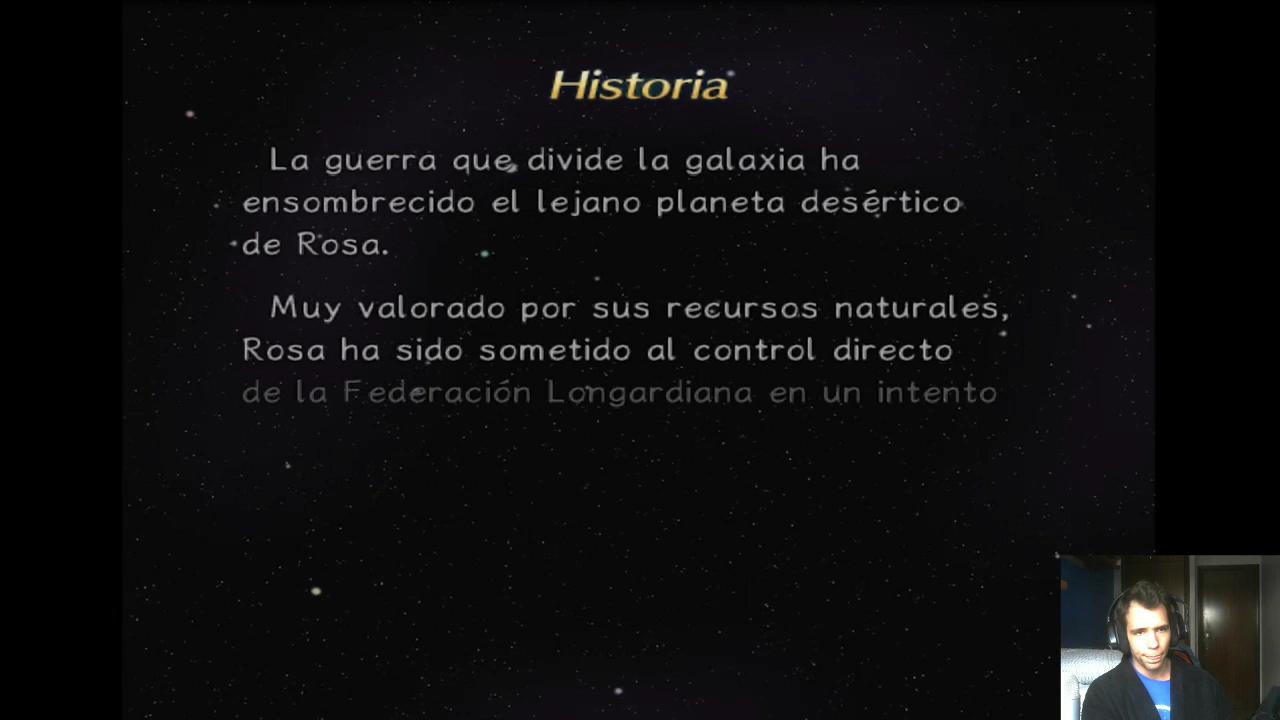 Historia
La guerra que divide la galaxia ha
ensombrecido el lejano planeta desértico
de Rosa.
Muy valorado por sus recursos naturales,
Rosa ha sido sometido al control directo
de la Federación Longardiana en un intento